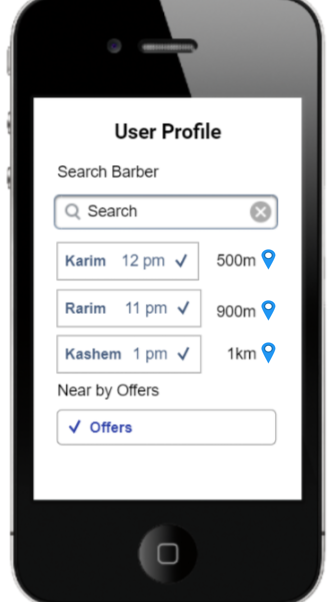 User Profile
Search Barber
Search
Karim 12 pm 500m
Rarim 11 pm 900m
Kashem 1 pm 1km
Near by Offers
Offers